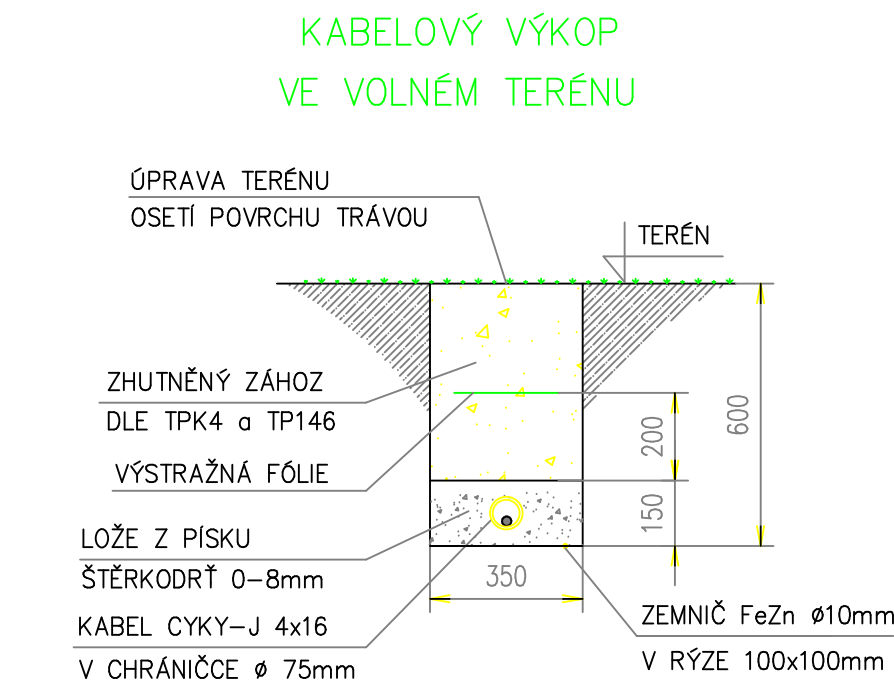 KABELOVÝ VÝKOP
VE VOLNÉM TERÉNU
ÚPRAVA TERÉNU
OSETÍ POVRCHU TRÁVOU
TERÉN
ZHUTNĚNÝ ZÁHOZ
DLE TPK4 a TP146
VÝSTRAŽNÁ FÓLIE
200
600
150
LOŽE Z PÍSKU
ŠTĚRKODRŤ 0-8mm
350
KABEL CYKY-J 4x16
V CHRÁNIČCE ø 75mm
ZEMNIČ FeZn ø10mm
V RÝZE 100x100mm